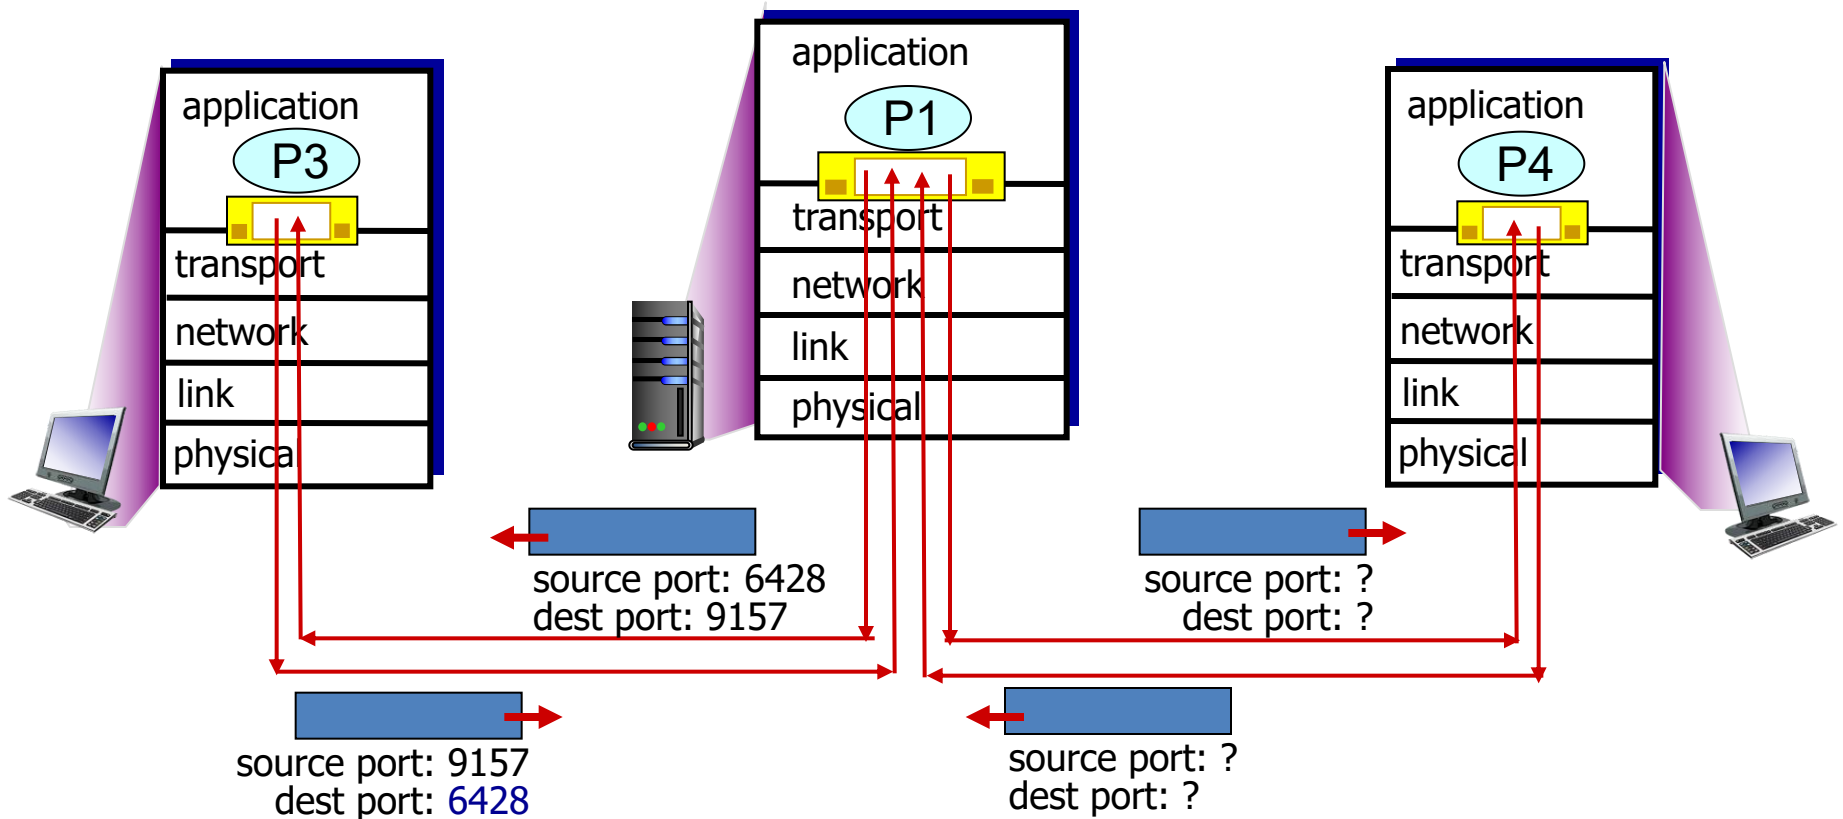 application
P3
transport
network
link
physical
application
P1
transport
network
link
physical
application
P4
transport
network
link
physical
source port: 6428
dest port: 9157
source port: ?
dest port: ?
source port: 9157
dest port: 6428
source port: ?
dest port: ?